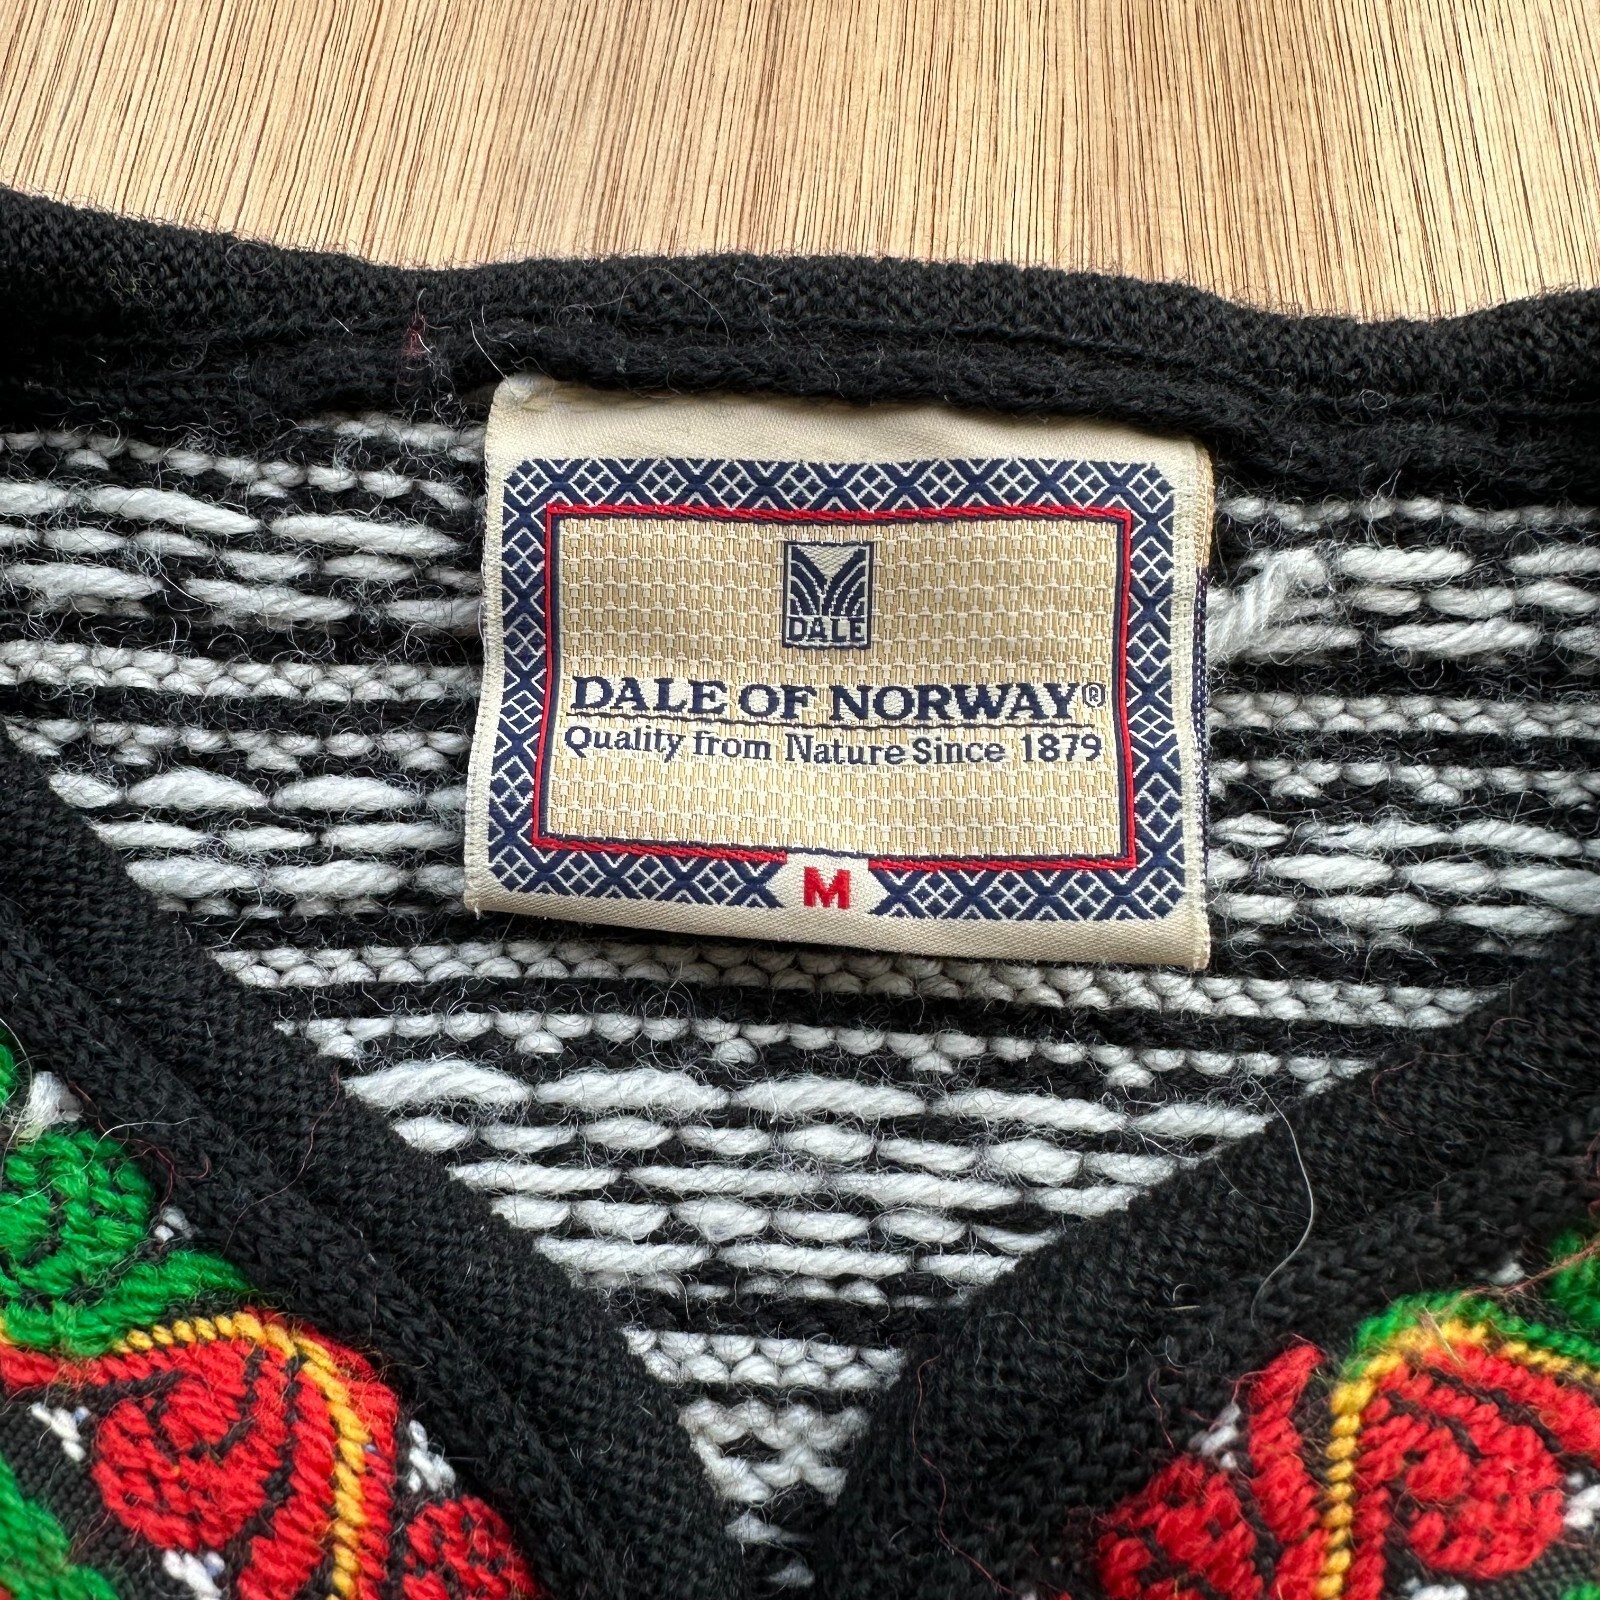 DALE
DALE OF NORWAY®
Quality from Nature Since 1879
M